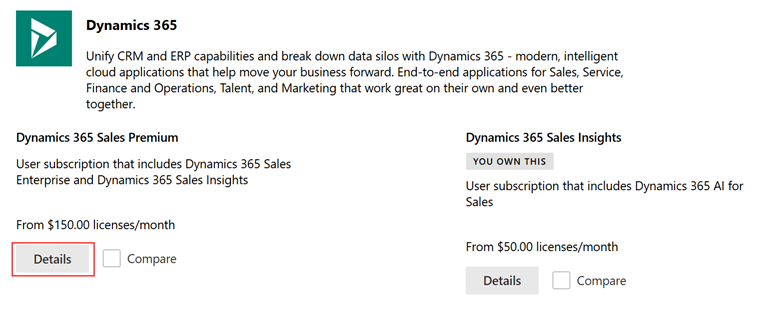 Dynamics 365
Unify CRM and ERP capabilities and break down data silos with Dynamics 365 - modern, intelligent
cloud applications that help move your business forward. End-to-end applications for Sales, Service,
Finance and Operations, Talent, and Marketing that work great on their own and even better
together.
Dynamics 365 Sales Premium
User subscription that includes Dynamics 365 Sales
Enterprise and Dynamics 365 Sales Insights
From $150.00 licenses/month
Details
Compare
Dynamics 365 Sales Insights
YOU OWN THIS
User subscription that includes Dynamics 365 AI for
Sales
From $50.00 licenses/month
Details
Compare